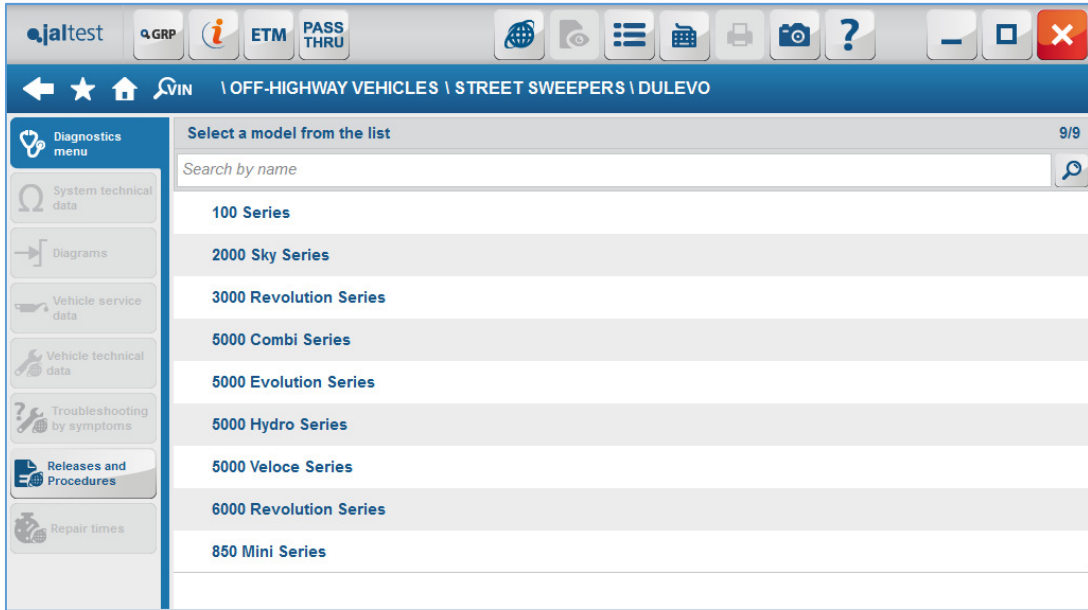 jaltest
GRP
i
ETM
PASS
THRU
?
VIN
\ OFF-HIGHWAY VEHICLES \ STREET SWEEPERS \ DULEVO
Diagnostics
menu
System technical
data
Diagrams
Vehicle service
data
Vehicle technical
data
Troubleshooting
by symptoms
Releases and
Procedures
Repair times
Select a model from the list 9/9
Search by name
100 Series
2000 Sky Series
3000 Revolution Series
5000 Combi Series
5000 Evolution Series
5000 Hydro Series
5000 Veloce Series
6000 Revolution Series
850 Mini Series